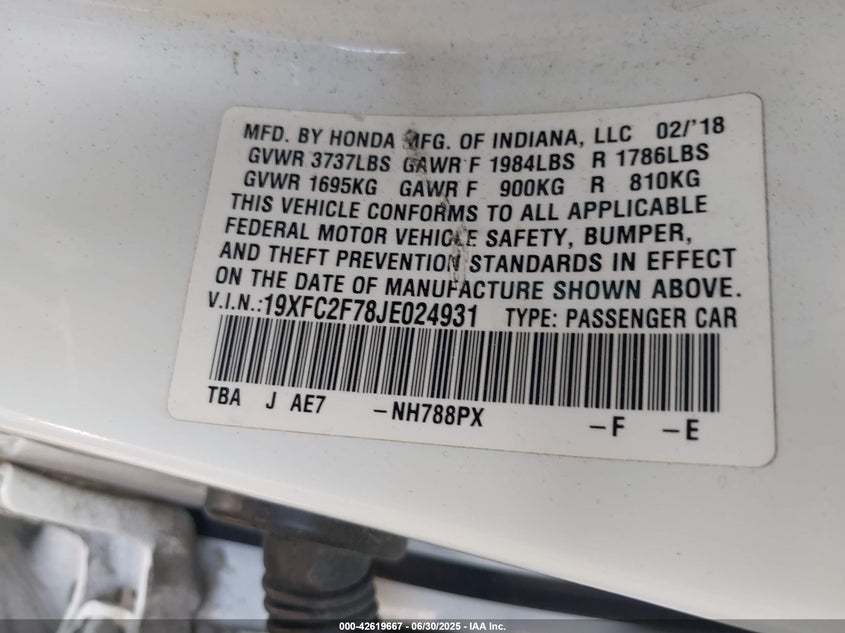 MFD. BY HONDA MFG. OF INDIANA, LLC 02/'18
GVWR 3737LBS GAWR F 1984LBS R 1786LBS
GVWR 1695KG GAWR F 900KG R 810KG
THIS VEHICLE CONFORMS TO ALL APPLICABLE
FEDERAL MOTOR VEHICLE SAFETY, BUMPER,
AND THEFT PREVENTION STANDARDS IN EFFECT
ON THE DATE OF MANUFACTURE SHOWN ABOVE.
V.I.N.:19XFC2F78JE024931 TYPE: PASSENGER CAR
TBA J AE7 -NH788PX -F -E
000-42619667 - 06/30/2025 - IAA Inc.